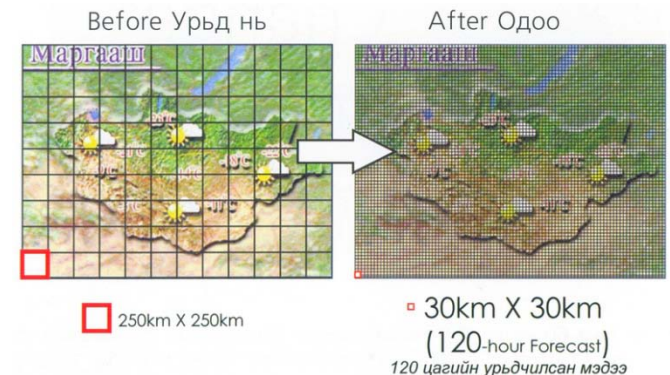 Before Урьд нь
After Одоо
Маргааш
Маргааш
250km X 250km
30km X 30km
(120-hour Forecast)
120 цагийн урьдчилсан мэдээ